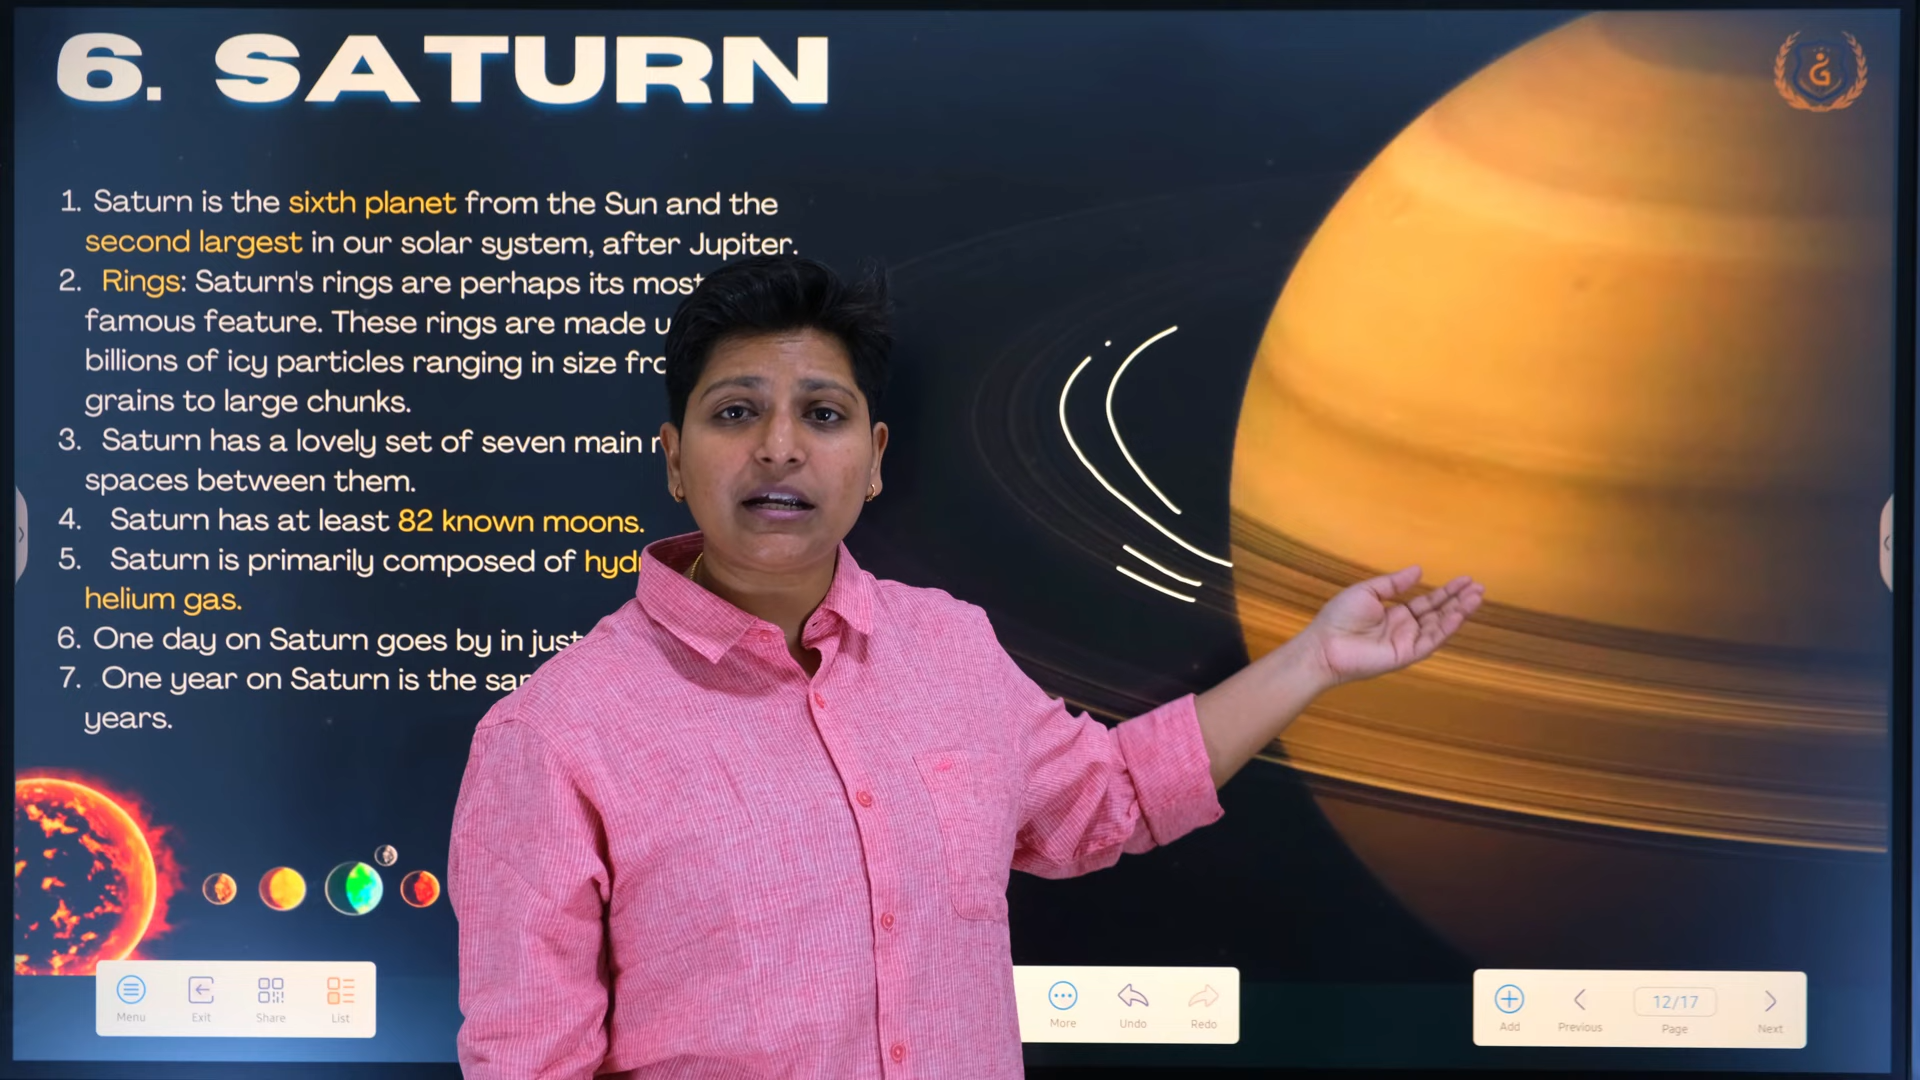 6. SATURN
1. Saturn is the sixth planet from the Sun and the
second largest in our solar system, after Jupiter.
2. Rings: Saturn's rings are perhaps its most
famous feature. These rings are made
billions of icy particles ranging in size
grains to large chunks.
3. Saturn has a lovely set of seven main
spaces between them.
4. Saturn has at least 82 known moons.
5. Saturn is primarily composed of
helium gas.
6. One day on Saturn goes by in just
7. One year on Saturn is the
years.
Menu Exit Share List
More Undo Redo
Add Previous 12/17 Page Next